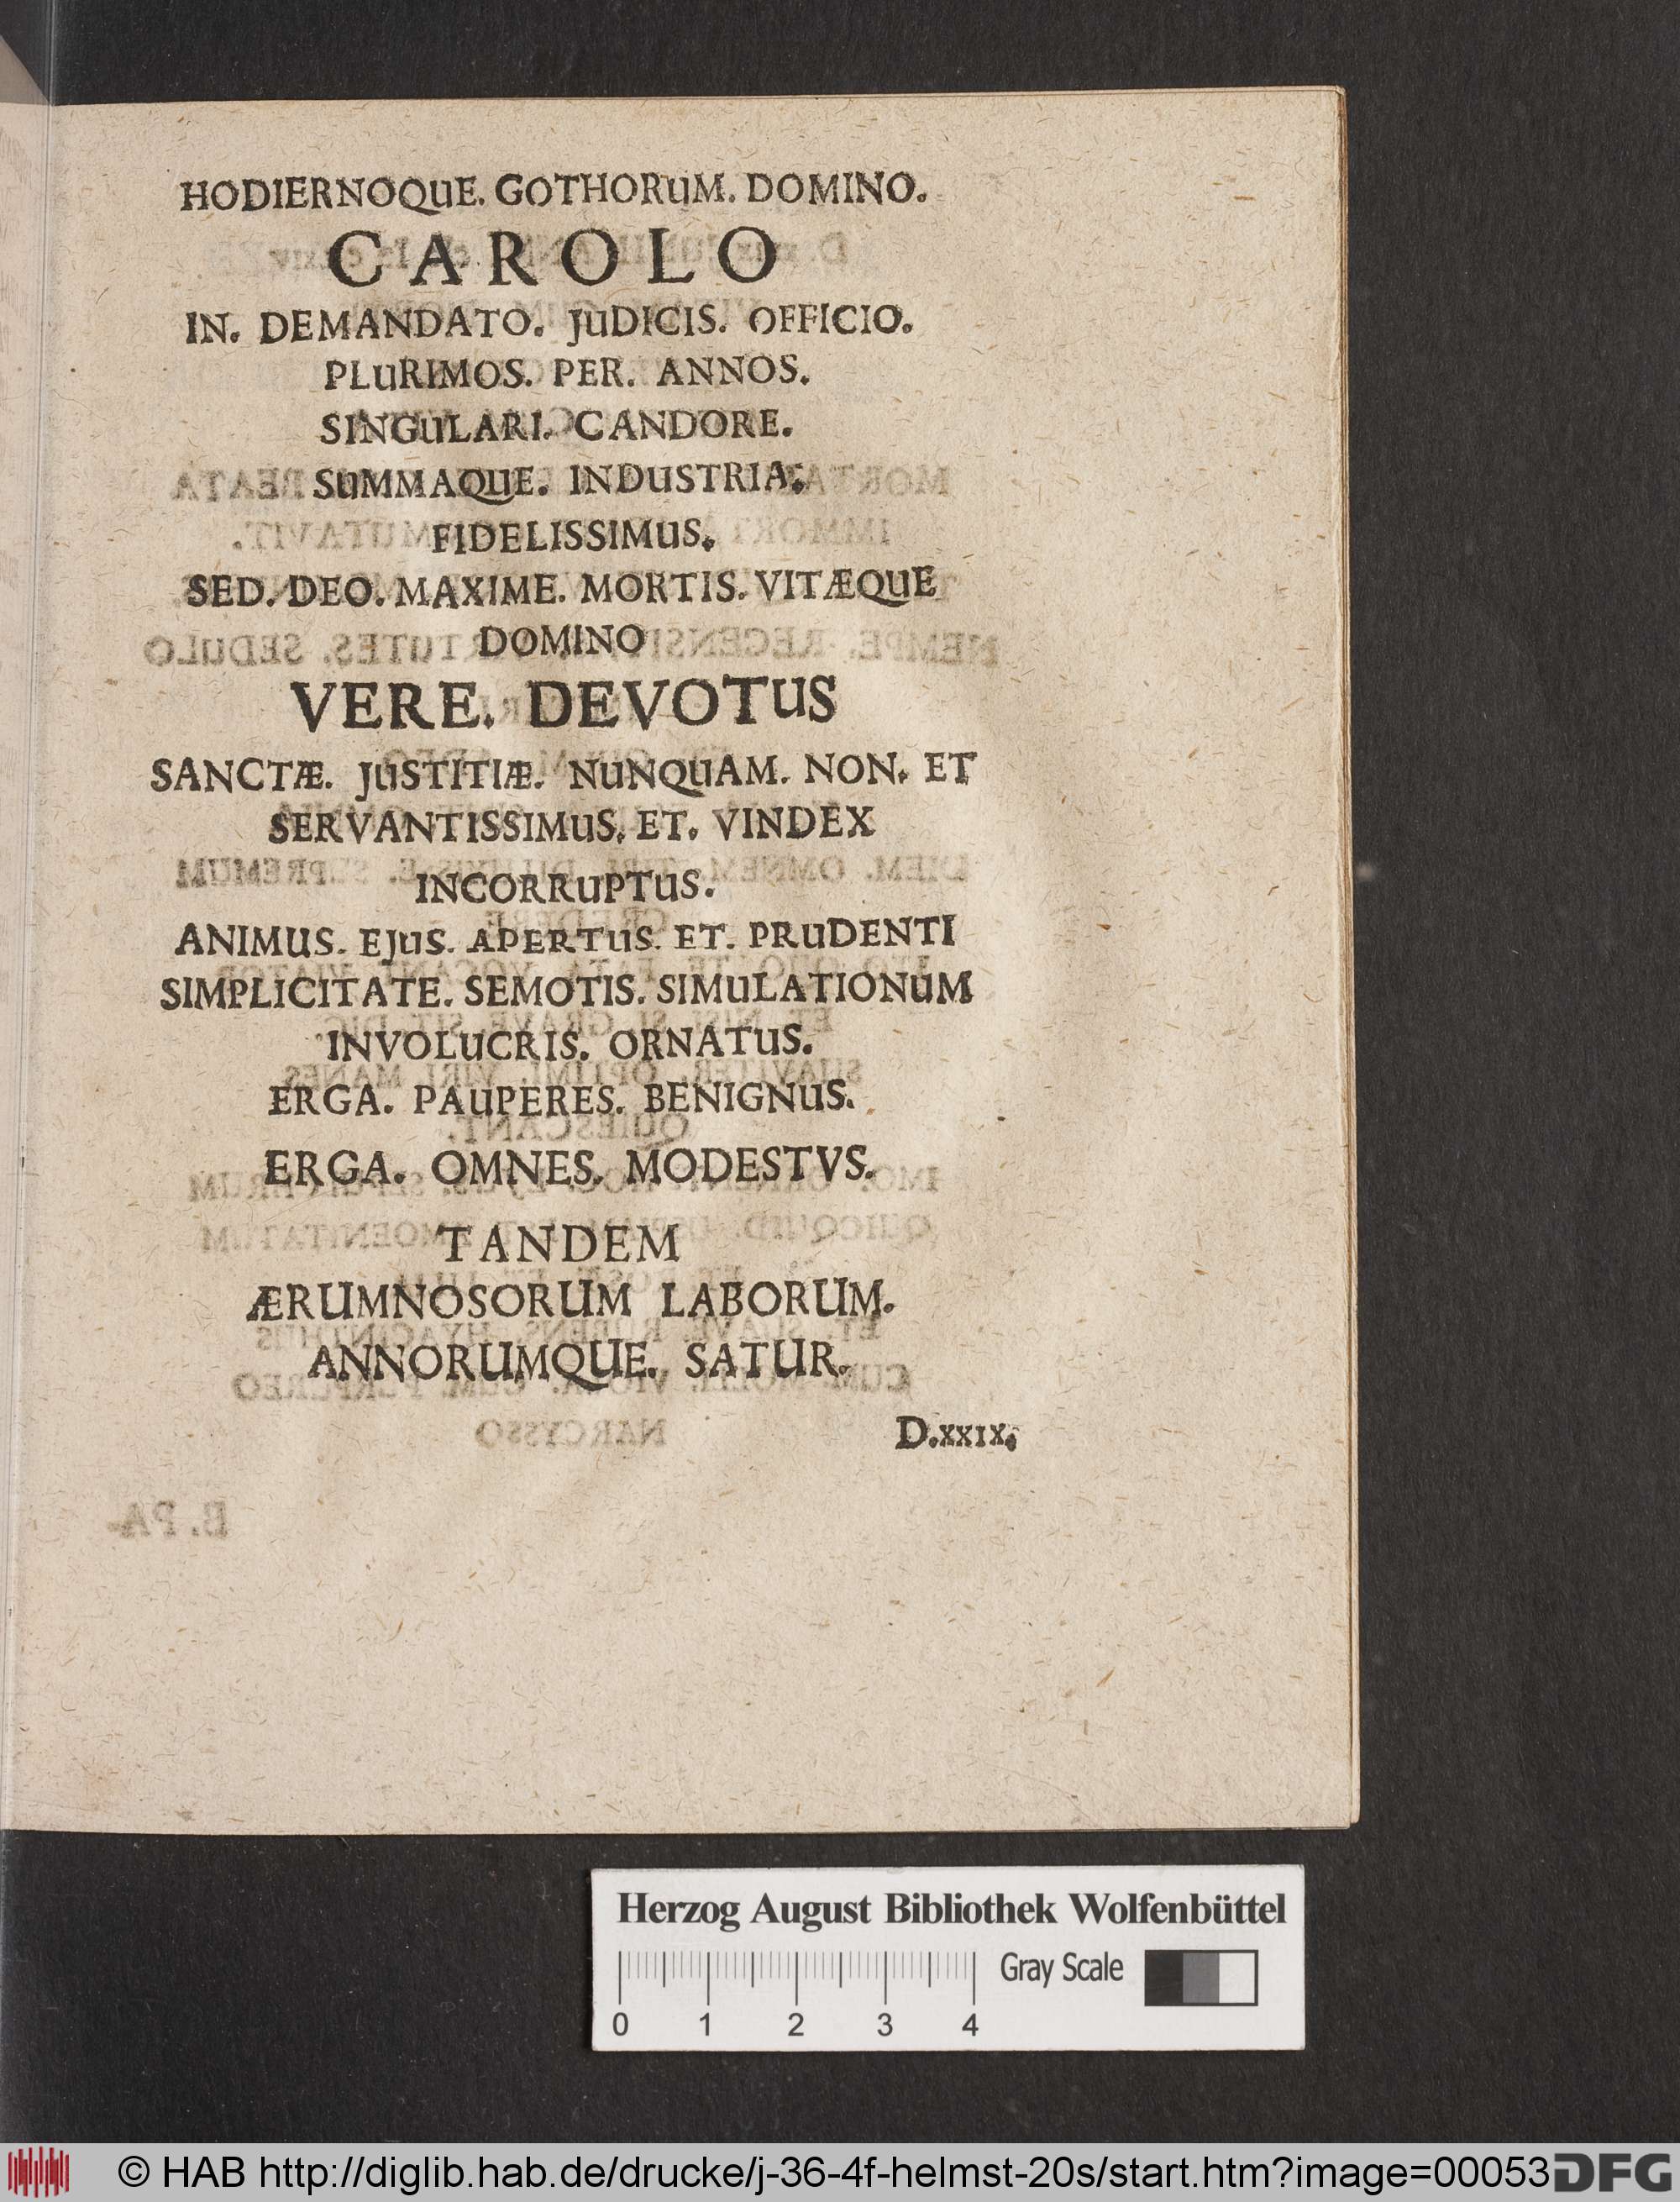 HODIERNOQUE. GOTHORUM. DOMINO.
CAROLO
IN. DEMANDATO. JUDICIS. OFFICIO.
PLURIMOS. PER. ANNOS.
SINGULARI. CANDORE.
SUMMAQUE. INDUSTRIA.
FIDELISSIMUS.
SED. DEO. MAXIME. MORTIS. VITÆQUE
DOMINO
VERE. DEVOTUS
SANCTÆ. JUSTITIÆ. NUNQUAM. NON. ET
SERVANTISSIMUS. ET. VINDEX
INCORRUPTUS.
ANIMUS. EJUS. APERTUS. ET. PRUDENTI
SIMPLICITATE. SEMOTIS. SIMULATIONUM
INVOLUCRIS. ORNATUS.
ERGA. PAUPERES. BENIGNUS.
ERGA. OMNES. MODESTVS.
TANDEM
ÆRUMNOSORUM LABORUM.
ANNORUMQUE. SATUR.
D.XXIX.
Herzog August Bibliothek Wolfenbüttel
Gray Scale
0 1 2 3 4
© HAB http://diglib.hab.de/drucke/j-36-4f-helmst-20s/start.htm?image=00053
DFG